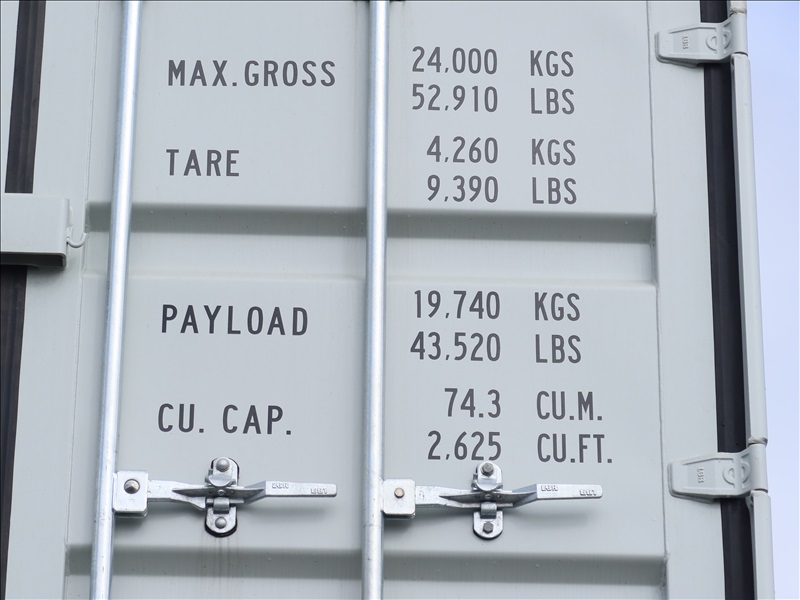 MAX.GROSS 24,000 KGS
52,910 LBS
TARE 4,260 KGS
9,390 LBS
PAYLOAD 19,740 KGS
43,520 LBS
CU. CAP. 74.3 CU.M.
2,625 CU.FT.